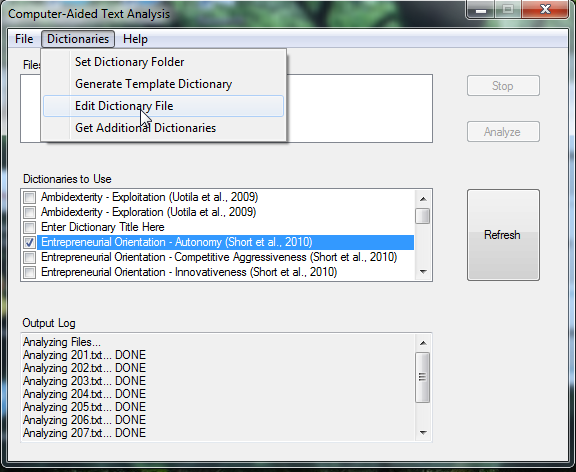 Computer-Aided Text Analysis
File Dictionaries Help
Set Dictionary Folder
Generate Template Dictionary
Edit Dictionary File
Get Additional Dictionaries
Files
Stop
Analyze
Dictionaries to Use
Ambidexterity - Exploitation (Uotila et al., 2009)
Ambidexterity - Exploration (Uotila et al., 2009)
Enter Dictionary Title Here
Entrepreneurial Orientation - Autonomy (Short et al., 2010)
Entrepreneurial Orientation - Competitive Aggressiveness (Short et al., 2010)
Entrepreneurial Orientation - Innovativeness (Short et al., 2010)
Refresh
Output Log
Analyzing Files...
Analyzing 201.txt... DONE
Analyzing 202.txt... DONE
Analyzing 203.txt... DONE
Analyzing 204.txt... DONE
Analyzing 205.txt... DONE
Analyzing 206.txt... DONE
Analyzing 207.txt... DONE